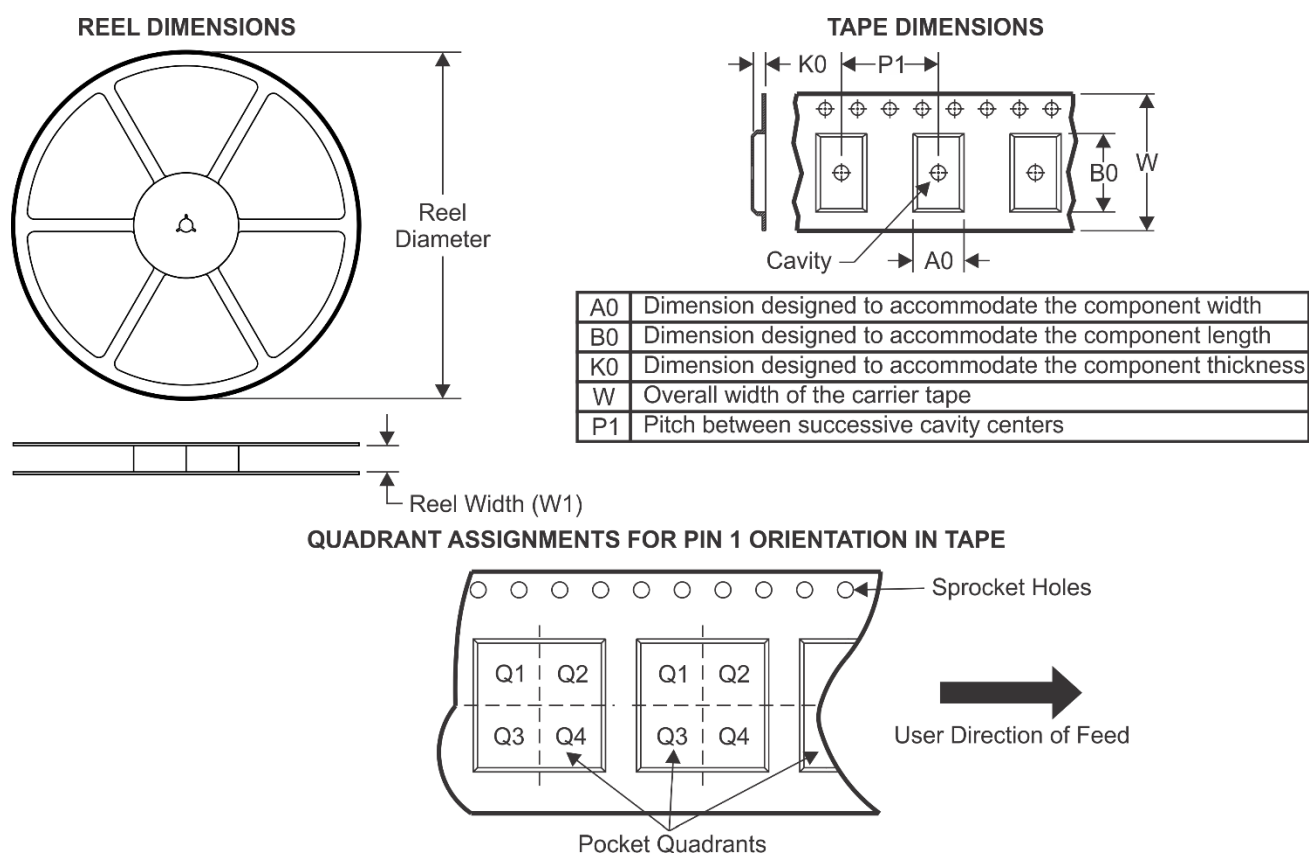 REEL DIMENSIONS
Reel
Diameter
Reel Width (W1)
TAPE DIMENSIONS
K0
P1
B0
W
Cavity
A0
A0 Dimension designed to accommodate the component width
B0 Dimension designed to accommodate the component length
K0 Dimension designed to accommodate the component thickness
W Overall width of the carrier tape
P1 Pitch between successive cavity centers
QUADRANT ASSIGNMENTS FOR PIN 1 ORIENTATION IN TAPE
Sprocket Holes
Q1 Q2 Q1 Q2
Q3 Q4 Q3 Q4
User Direction of Feed
Pocket Quadrants